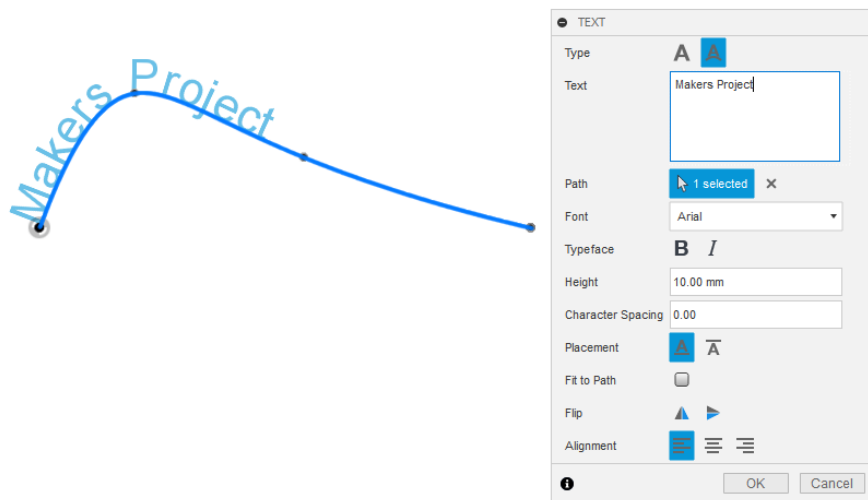 Makers Project
TEXT
Type A A
Text Makers Project
Path 1 selected
Font Arial
Typeface B I
Height 10.00 mm
Character Spacing 0.00
Placement A A
Fit to Path
Flip
Alignment
OK Cancel